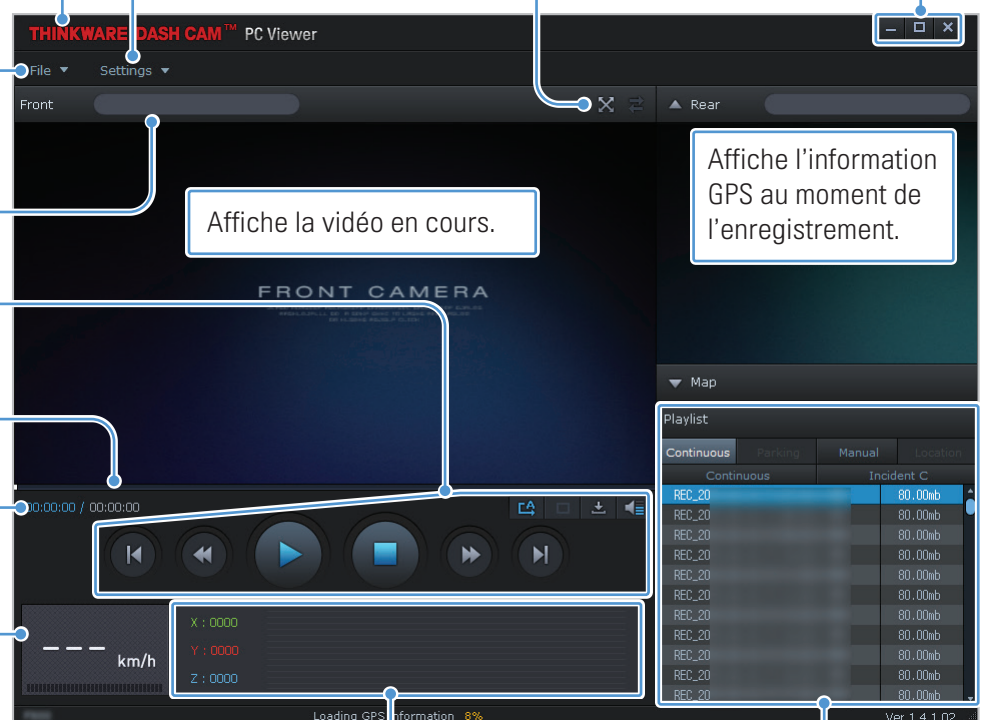 THINKWARE DASH CAM™ PC Viewer
File Settings
Front
Rear
Affiche l'information
GPS au moment de
l'enregistrement.
Affiche la vidéo en cours.
FRONT CAMERA
Map
Playlist
Continuous Parking Manual Location
Continuous Incident C
00:00:00 / 00:00:00
REC_20 80.00mb
REC_20 80.00mb
REC_20 80.00mb
REC_20 80.00mb
REC_20 80.00mb
REC_20 80.00mb
REC_20 80.00mb
REC_20 80.00mb
REC_20 80.00mb
REC_20 80.00mb
REC_20 80.00mb
--- km/h
X : 0000
Y : 0000
Z : 0000
Loading GPS Information 8%
Ver 1.4.1.02